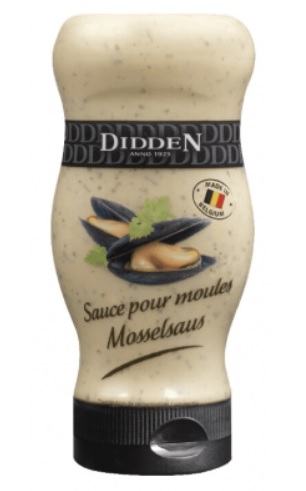 DIDDEN
ANNO 1925
MADE IN
BELGIUM
Sauce pour moules
Mosselsaus